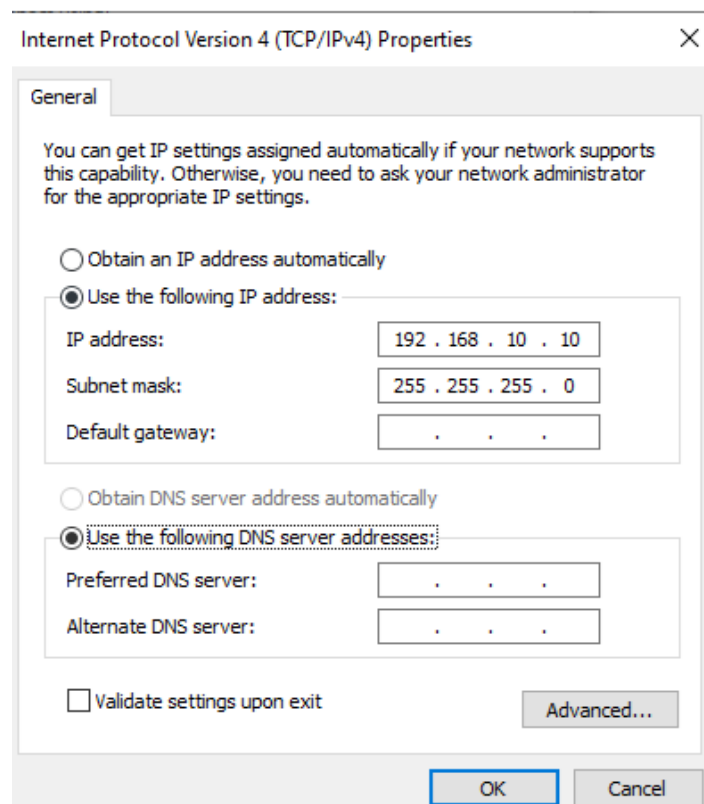 Internet Protocol Version 4 (TCP/IPv4) Properties
General
You can get IP settings assigned automatically if your network supports
this capability. Otherwise, you need to ask your network administrator
for the appropriate IP settings.
Obtain an IP address automatically
Use the following IP address:
IP address: 192 . 168 . 10 . 10
Subnet mask: 255 . 255 . 255 . 0
Default gateway: . . .
Obtain DNS server address automatically
Use the following DNS server addresses:
Preferred DNS server: . . .
Alternate DNS server: . . .
Validate settings upon exit
Advanced...
OK Cancel